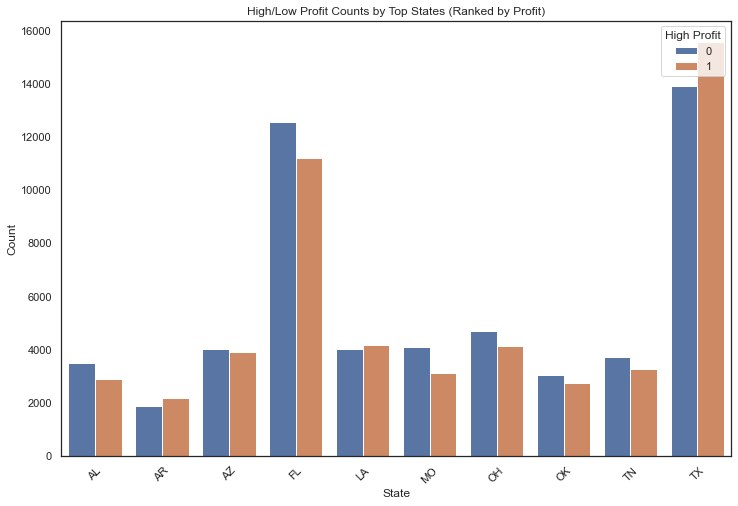 High/Low Profit Counts by Top States (Ranked by Profit)
High Profit
0
1
16000
14000
12000
10000
8000
6000
4000
2000
0
Count
AL AR AZ FL LA MO OH OK TN TX
State